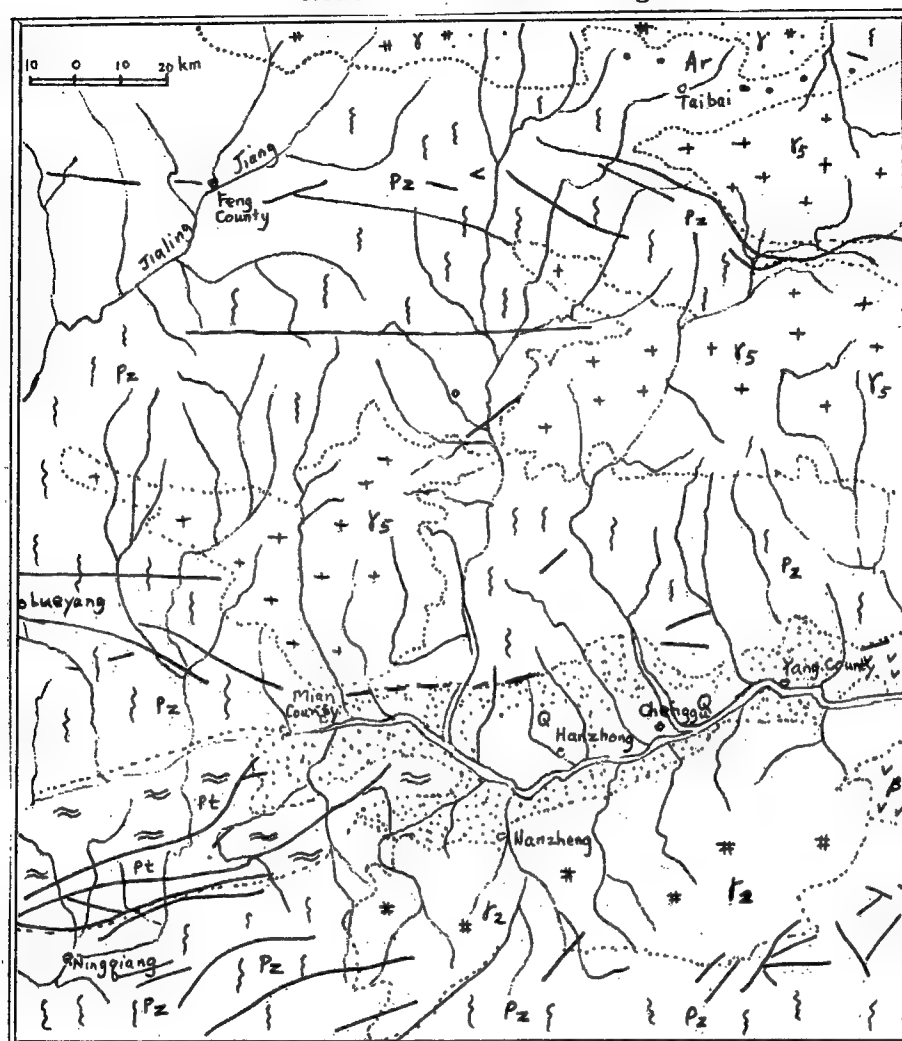 10 0 10 20 km
γ
γ
Ar
Taibai
γ5
Jiang
Pz
Feng
County
Pz
Jialing
γ5
γ5
Pz
γ5
Pz
Lueyang
Pz
Mian
County
Yang County
Q
Q
Chenggu
Hanzhong
Pt
β
Nanzheng
Pt
γ2
γ2
Ningqiang
Pz
Pz
Pz
Pz